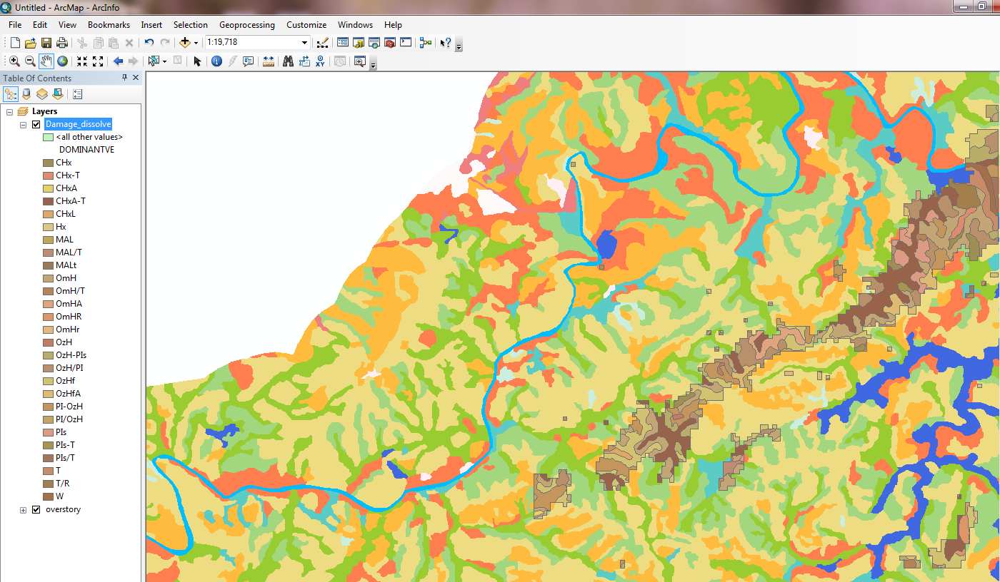 Untitled - ArcMap - ArcInfo
File Edit View Bookmarks Insert Selection Geoprocessing Customize Windows Help
1:19,718
Table Of Contents
Layers
Damage_dissolve
<all other values>
DOMINANTVE
CHx
CHx-T
CHxA
CHxA-T
CHxL
Hx
MAL
MAL/T
MALt
OmH
OmH/T
OmHA
OmHR
OmHr
OzH
OzH-PIs
OzH/PI
OzHf
OzHfA
PI-OzH
PI/OzH
PIs
PIs-T
PIs/T
T
T/R
W
overstory